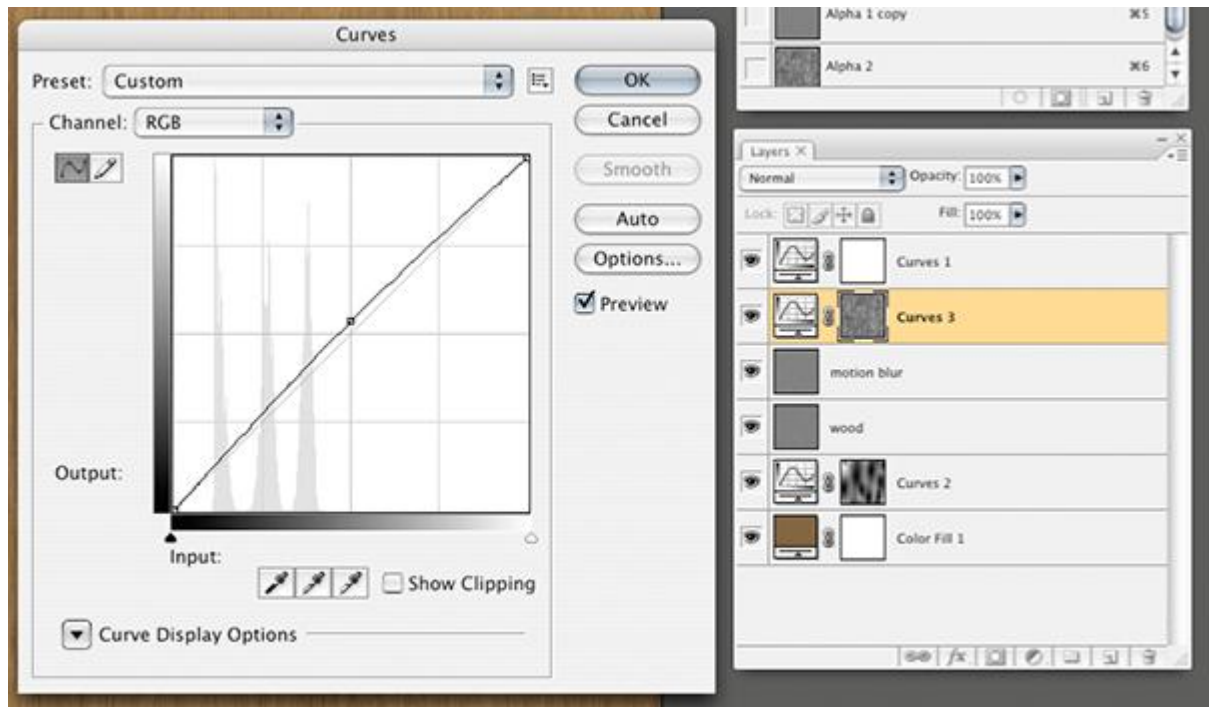 Curves
Preset: Custom
Channel: RGB
Output:
Input:
Show Clipping
Curve Display Options
OK
Cancel
Smooth
Auto
Options...
Preview
Alpha 1 copy ⌘5
Alpha 2 ⌘6
Layers ×
Normal Opacity: 100%
Lock: Fill: 100%
Curves 1
Curves 3
motion blur
wood
Curves 2
Color Fill 1
fx